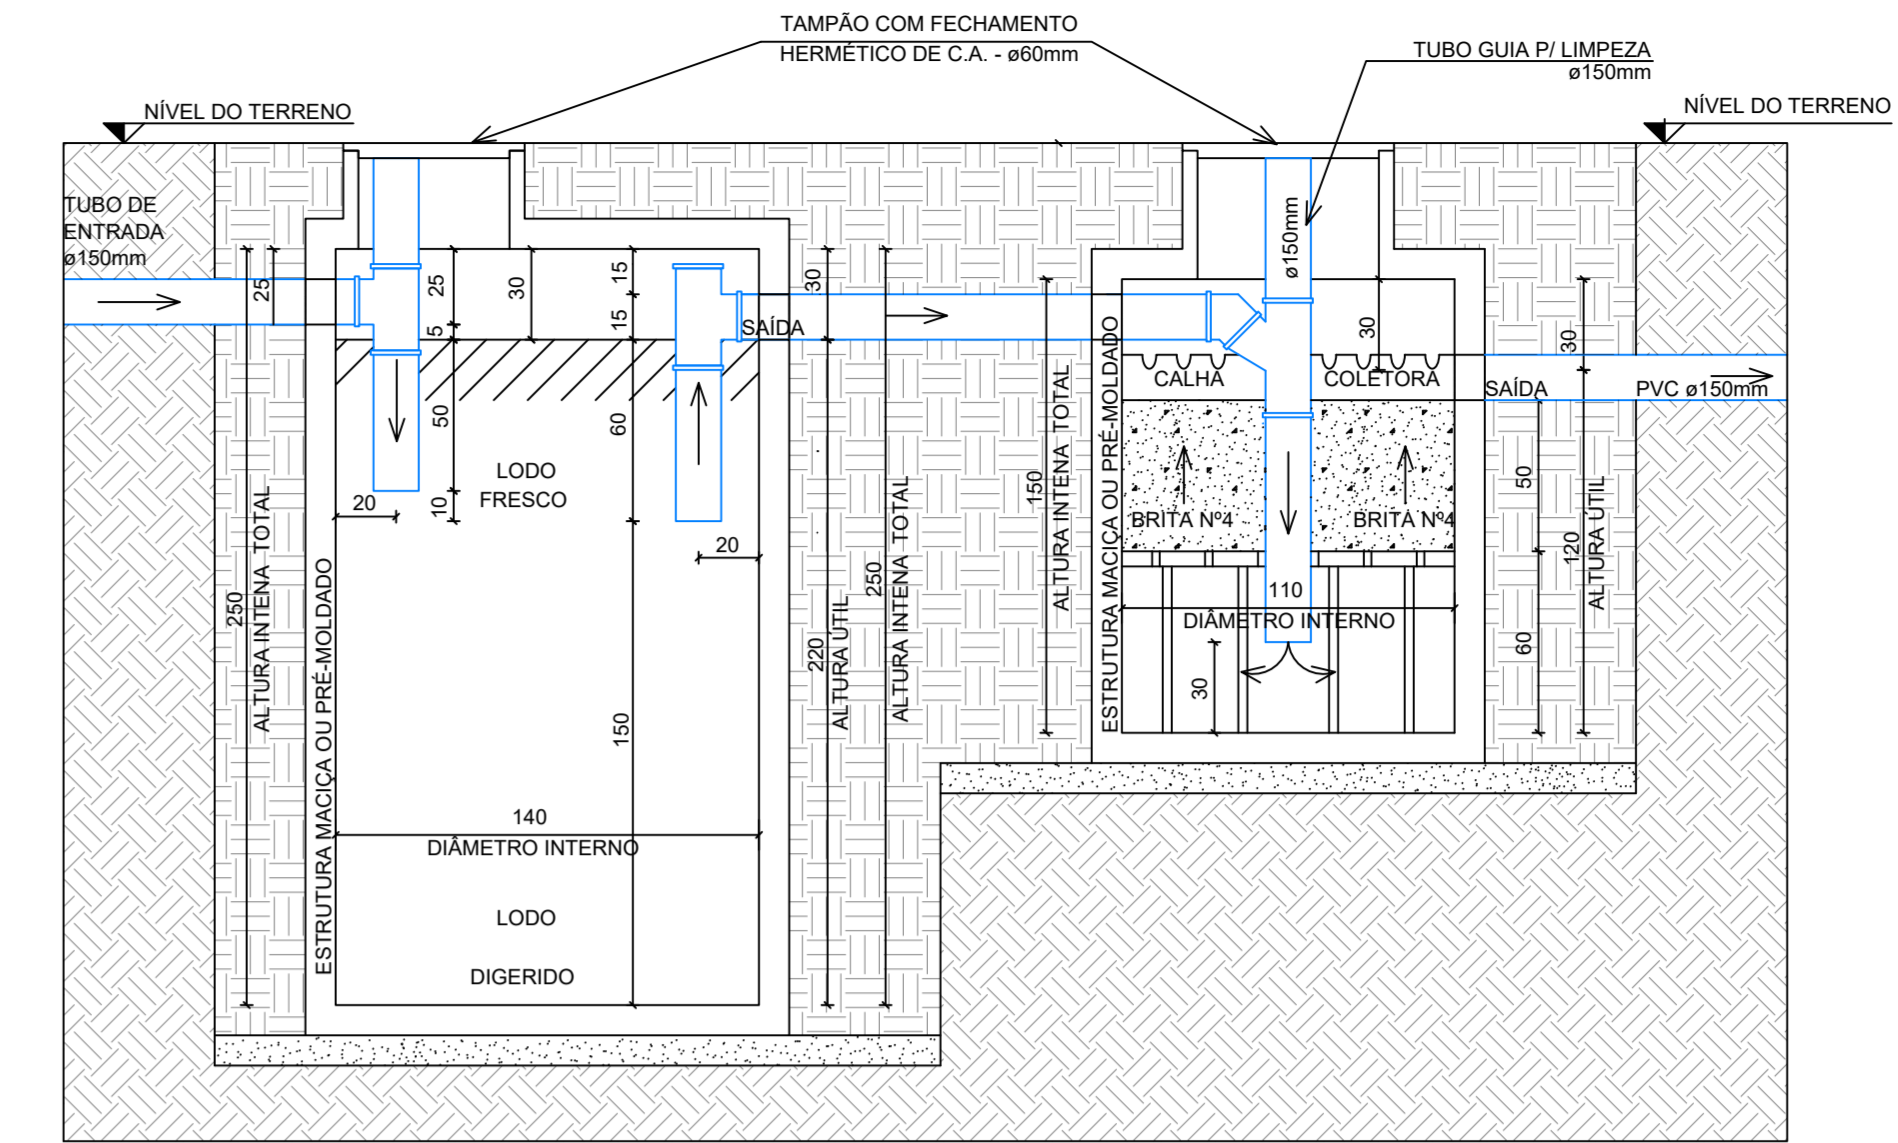 TAMPÃO COM FECHAMENTO
HERMÉTICO DE C.A. - ø60mm
TUBO GUIA P/ LIMPEZA
ø150mm
NÍVEL DO TERRENO
NÍVEL DO TERRENO
TUBO DE
ENTRADA
ø150mm
25
25
5
30
15
15
30
SAÍDA
50
10
60
20
20
LODO
FRESCO
250
ALTURA INTENA TOTAL
ESTRUTURA MACIÇA OU PRÉ-MOLDADO
150
140
DIÂMETRO INTERNO
LODO
DIGERIDO
220
ALTURA ÚTIL
250
ALTURA INTENA TOTAL
150
ALTURA INTENA TOTAL
ESTRUTURA MACIÇA OU PRÉ-MOLDADO
ø150mm
30
30
CALHA
COLETORA
SAÍDA
PVC ø150mm
BRITA Nº4
BRITA Nº4
50
120
ALTURA ÚTIL
110
DIÂMETRO INTERNO
60
30